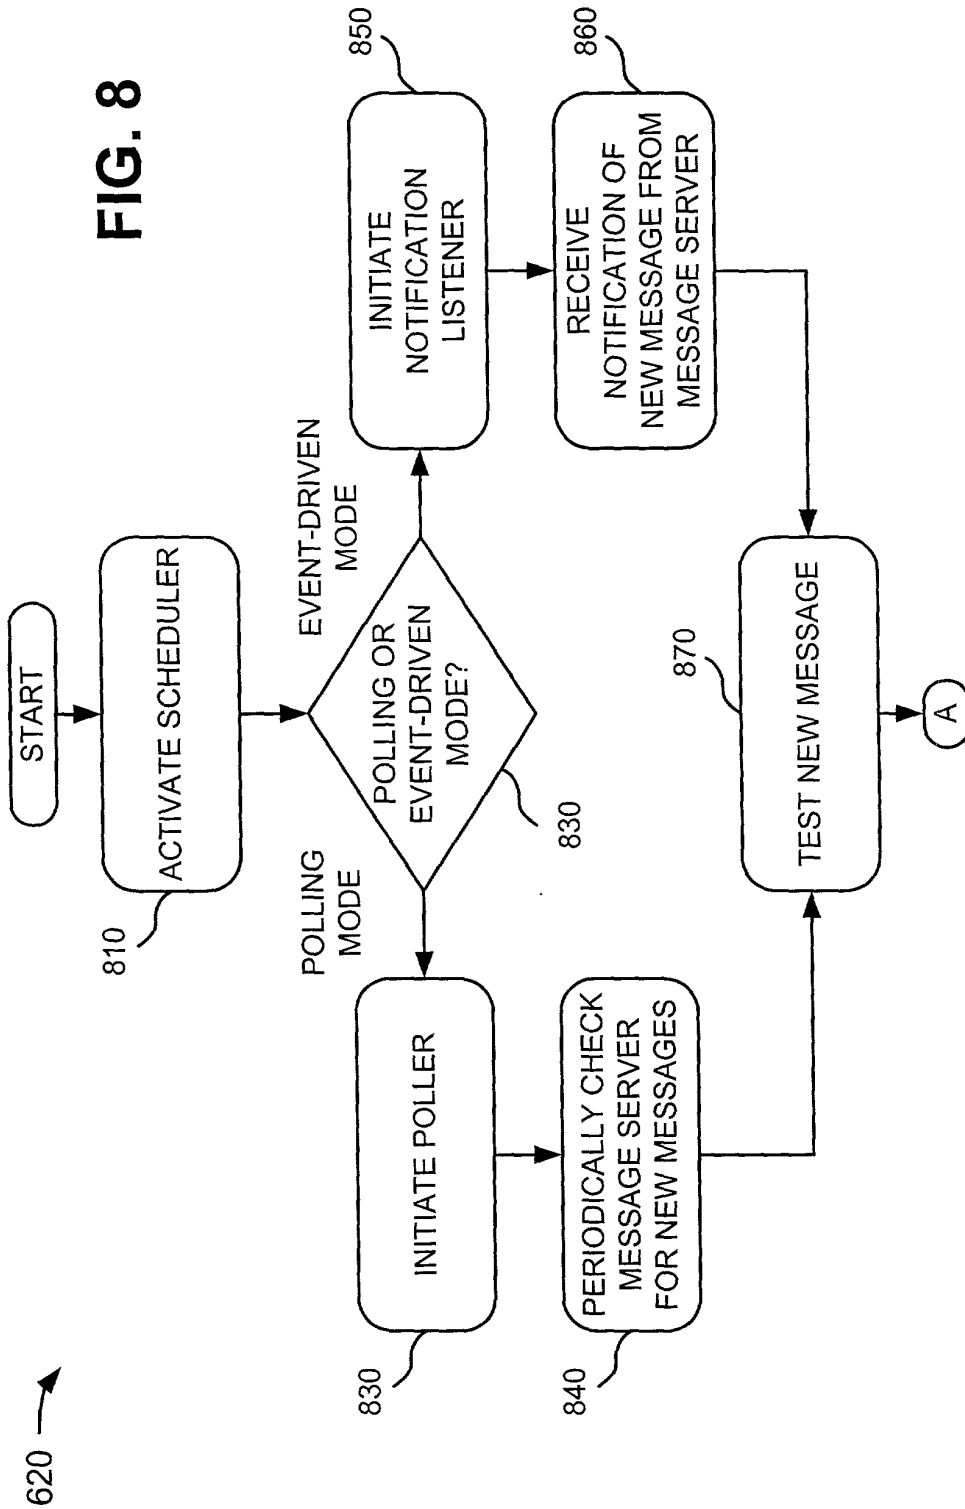 FIG. 8
620
START
ACTIVATE SCHEDULER
810
POLLING OR
EVENT-DRIVEN
MODE?
830
POLLING
MODE
EVENT-DRIVEN
MODE
INITIATE POLLER
830
INITIATE
NOTIFICATION
LISTENER
850
PERIODICALLY CHECK
MESSAGE SERVER
FOR NEW MESSAGES
840
RECEIVE
NOTIFICATION OF
NEW MESSAGE FROM
MESSAGE SERVER
860
TEST NEW MESSAGE
870
A